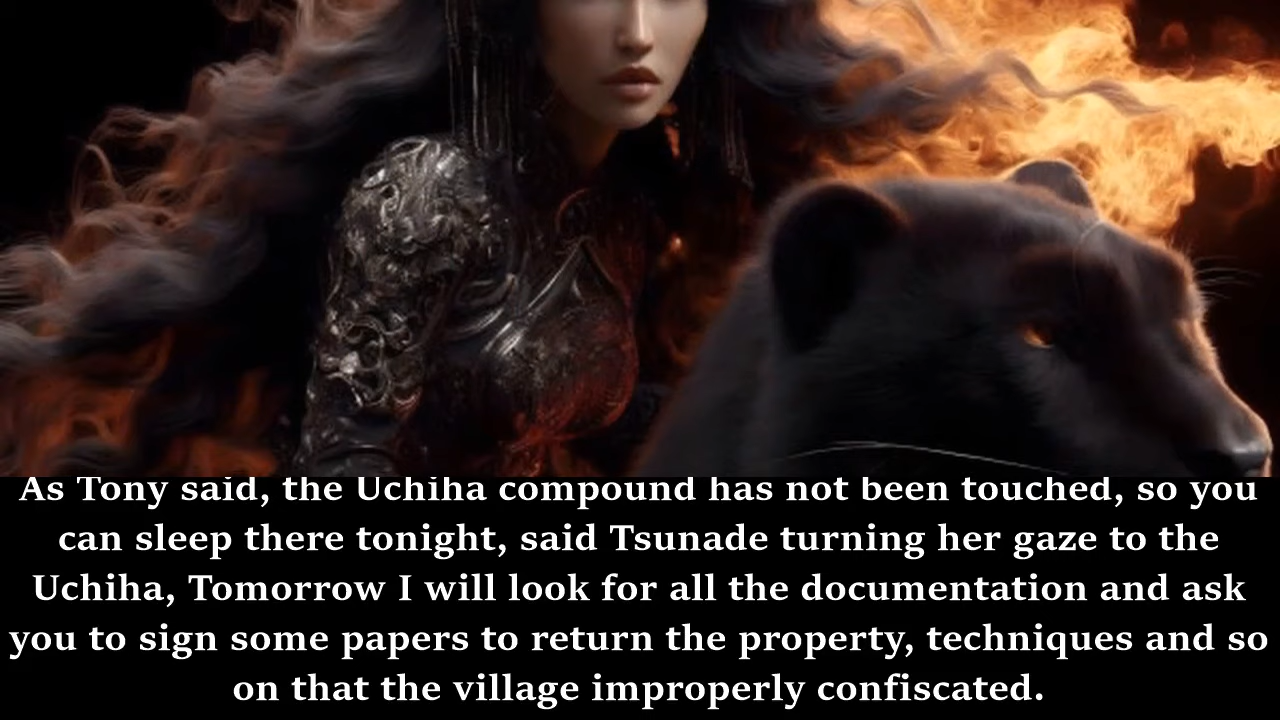 As Tony said, the Uchiha compound has not been touched, so you
can sleep there tonight, said Tsunade turning her gaze to the
Uchiha, Tomorrow I will look for all the documentation and ask
you to sign some papers to return the property, techniques and so
on that the village improperly confiscated.